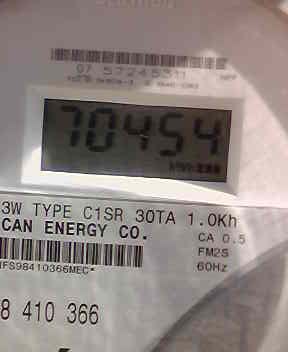 07 57245311
70454
3W TYPE C1SR 30TA 1.0Kh
CAN ENERGY CO.
CA 0.5
FM2S
60Hz
IFS98410366MEC*
8 410 366